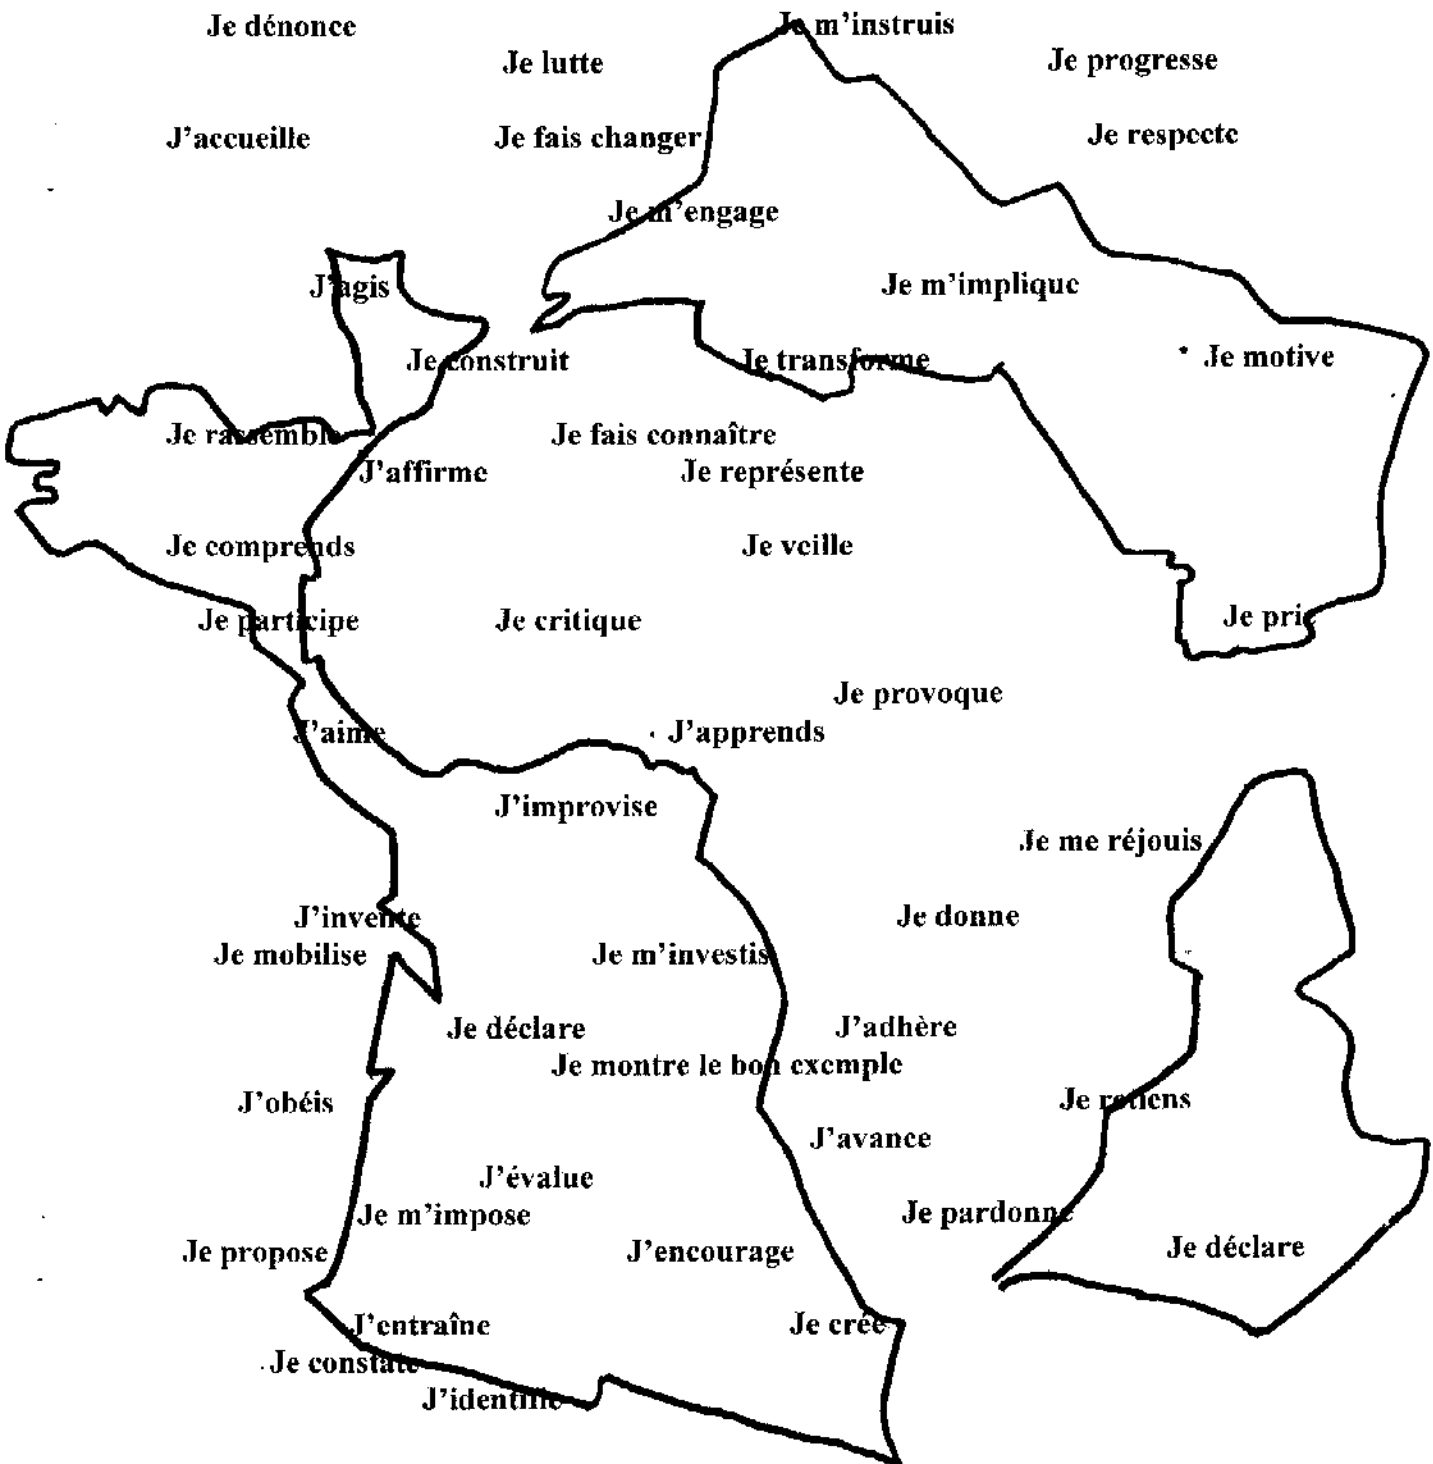 Je dénonce
Je m'instruis
Je lutte
Je progresse
J'accueille
Je fais changer
Je respecte
Je m'engage
J'agis
Je m'implique
Je construit
Je transforme
Je motive
Je rassemble
Je fais connaître
J'affirme
Je représente
Je comprends
Je veille
Je participe
Je critique
Je prie
Je provoque
J'aime
J'apprends
J'improvise
Je me réjouis
J'invente
Je donne
Je mobilise
Je m'investis
Je déclare
J'adhère
Je montre le bon exemple
J'obéis
Je retiens
J'avance
J'évalue
Je m'impose
Je pardonne
Je propose
J'encourage
Je déclare
J'entraîne
Je crée
Je constate
J'identifie